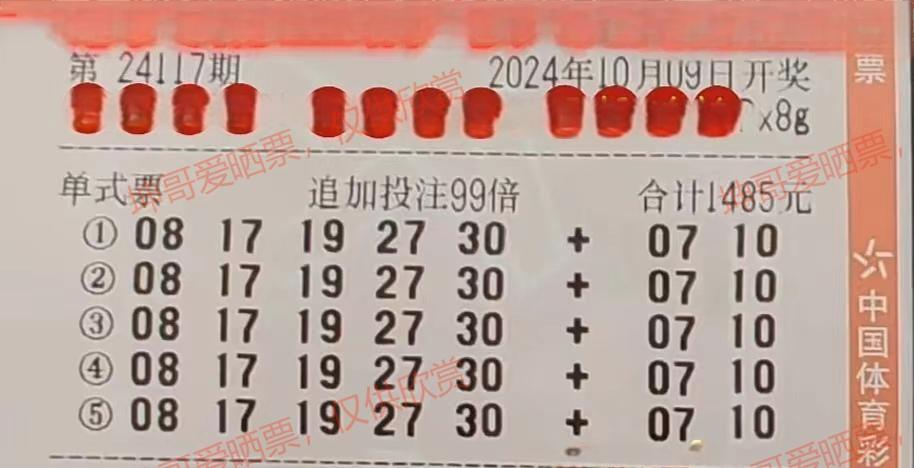 第 24117期 2024年10月09日开奖
x8g
单式票 追加投注99倍 合计1485元
① 08 17 19 27 30 + 07 10
② 08 17 19 27 30 + 07 10
③ 08 17 19 27 30 + 07 10
④ 08 17 19 27 30 + 07 10
⑤ 08 17 19 27 30 + 07 10
票
中国体育彩
哥爱晒票，仅供欣赏